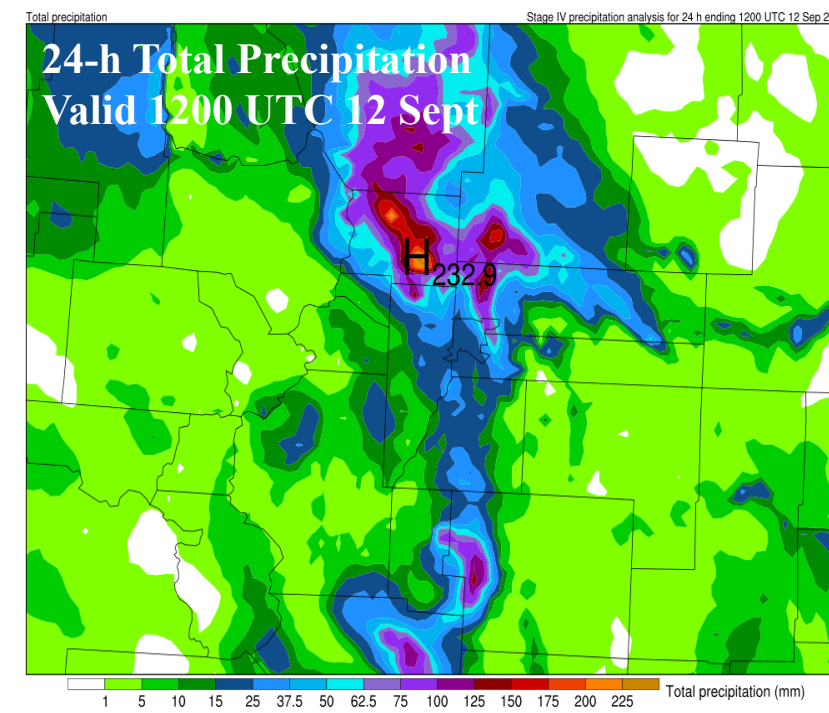 Total precipitation
Stage IV precipitation analysis for 24 h ending 1200 UTC 12 Sep 2
24-h Total Precipitation
Valid 1200 UTC 12 Sept
H
232.9
1 5 10 15 25 37.5 50 62.5 75 100 125 150 175 200 225
Total precipitation (mm)